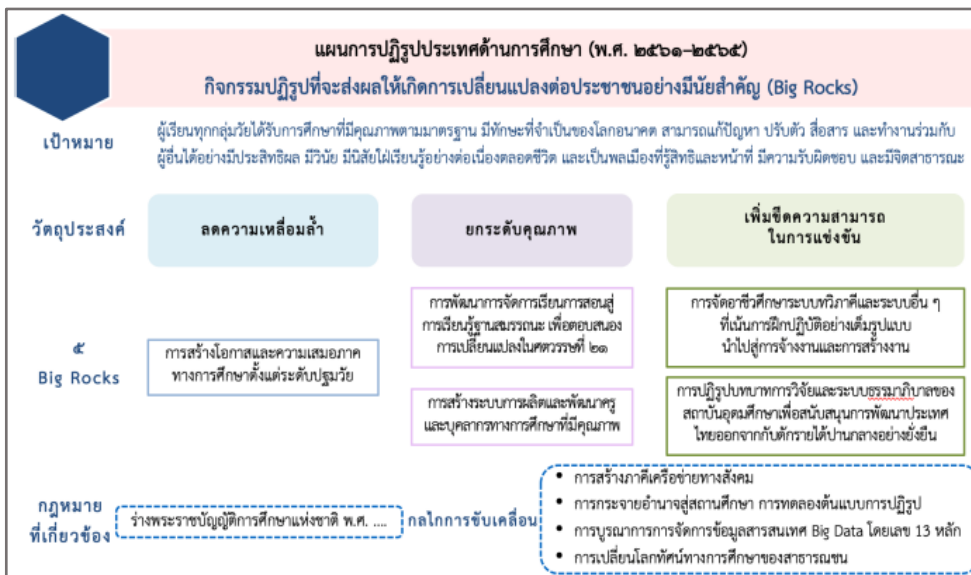 แผนการปฏิรูปประเทศด้านการศึกษา (พ.ศ. ๒๕๖๑–๒๕๖๕)
กิจกรรมปฏิรูปที่จะส่งผลให้เกิดการเปลี่ยนแปลงต่อประชาชนอย่างมีนัยสำคัญ (Big Rocks)
เป้าหมาย
ผู้เรียนทุกกลุ่มวัยได้รับการศึกษาที่มีคุณภาพตามมาตรฐาน มีทักษะที่จำเป็นของโลกอนาคต สามารถแก้ปัญหา ปรับตัว สื่อสาร และทำงานร่วมกับ
ผู้อื่นได้อย่างมีประสิทธิผล มีวินัย มีนิสัยใฝ่เรียนรู้อย่างต่อเนื่องตลอดชีวิต และเป็นพลเมืองที่รู้สิทธิและหน้าที่ มีความรับผิดชอบ และมีจิตสาธารณะ
วัตถุประสงค์
ลดความเหลื่อมล้ำ
ยกระดับคุณภาพ
เพิ่มขีดความสามารถ
ในการแข่งขัน
๕
Big Rocks
การสร้างโอกาสและความเสมอภาค
ทางการศึกษาตั้งแต่ระดับปฐมวัย
การพัฒนาการจัดการเรียนการสอนสู่
การเรียนรู้ฐานสมรรถนะ เพื่อตอบสนอง
การเปลี่ยนแปลงในศตวรรษที่ ๒๑
การสร้างระบบการผลิตและพัฒนาครู
และบุคลากรทางการศึกษาที่มีคุณภาพ
การจัดอาชีวศึกษาระบบทวิภาคีและระบบอื่น ๆ
ที่เน้นการฝึกปฏิบัติอย่างเต็มรูปแบบ
นำไปสู่การจ้างงานและการสร้างงาน
การปฏิรูปบทบาทการวิจัยและระบบธรรมาภิบาลของ
สถาบันอุดมศึกษาเพื่อสนับสนุนการพัฒนาประเทศ
ไทยออกจากกับดักรายได้ปานกลางอย่างยั่งยืน
กฎหมาย
ที่เกี่ยวข้อง
ร่างพระราชบัญญัติการศึกษาแห่งชาติ พ.ศ. ....
กลไกการขับเคลื่อน
• การสร้างภาคีเครือข่ายทางสังคม
• การกระจายอำนาจสู่สถานศึกษา การทดลองต้นแบบการปฏิรูป
• การบูรณาการการจัดการข้อมูลสารสนเทศ Big Data โดยเลข 13 หลัก
• การเปลี่ยนโลกทัศน์ทางการศึกษาของสาธารณชน